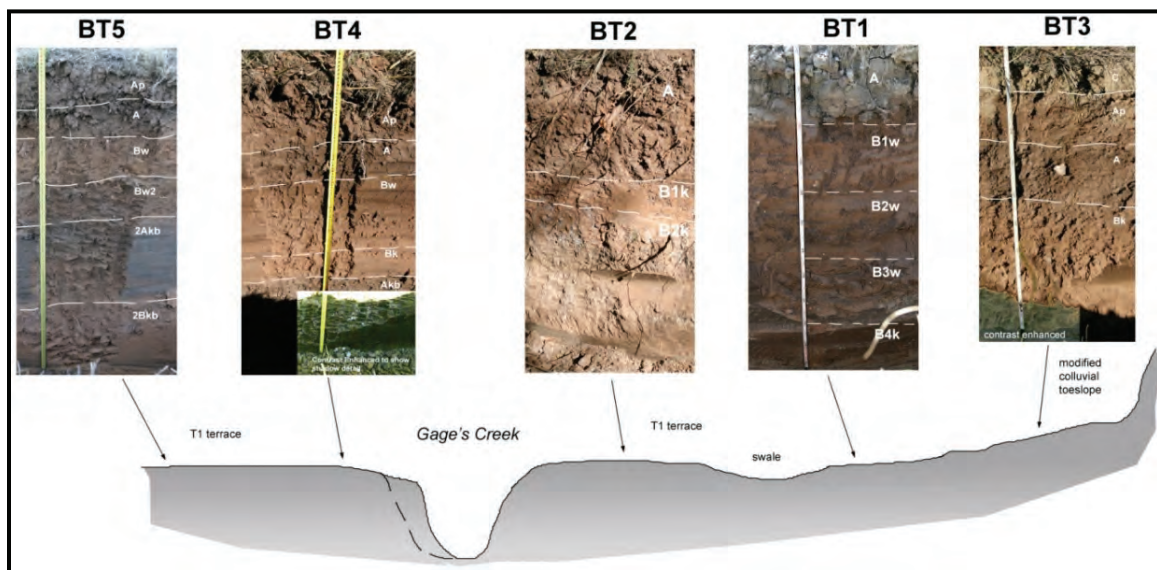 BT5
BT4
BT2
BT1
BT3
Ap
A
Bw
Bw2
2Akb
2Bkb
Ap
A
Bw
Bk
Akb
Contrast Enhanced to show
shadow detail
A
B1k
B2k
A
B1w
B2w
B3w
B4k
C
Ap
A
Bk
contrast enhanced
modified
colluvial
toeslope
T1 terrace
Gage's Creek
T1 terrace
swale